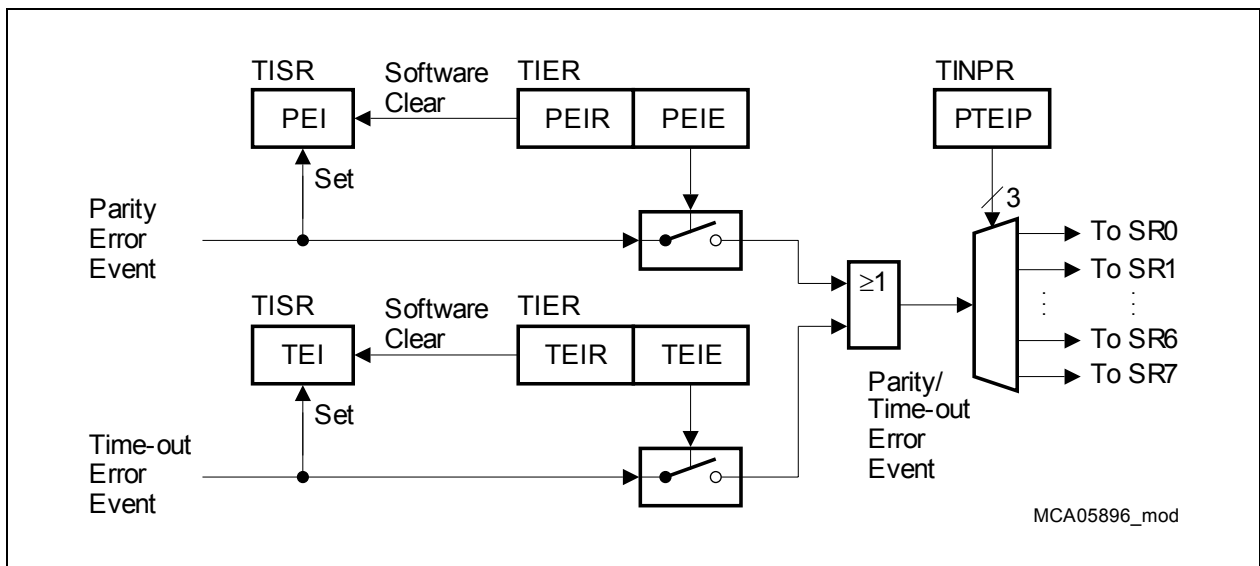 TISR
Software
Clear
TIER
TINPR
PEI
PEIR
PEIE
PTEIP
Set
3
Parity
Error
Event
To SR0
To SR1
≥1
TISR
Software
Clear
TIER
To SR6
TEI
TEIR
TEIE
To SR7
Set
Parity/
Time-out
Error
Event
Time-out
Error
Event
MCA05896_mod